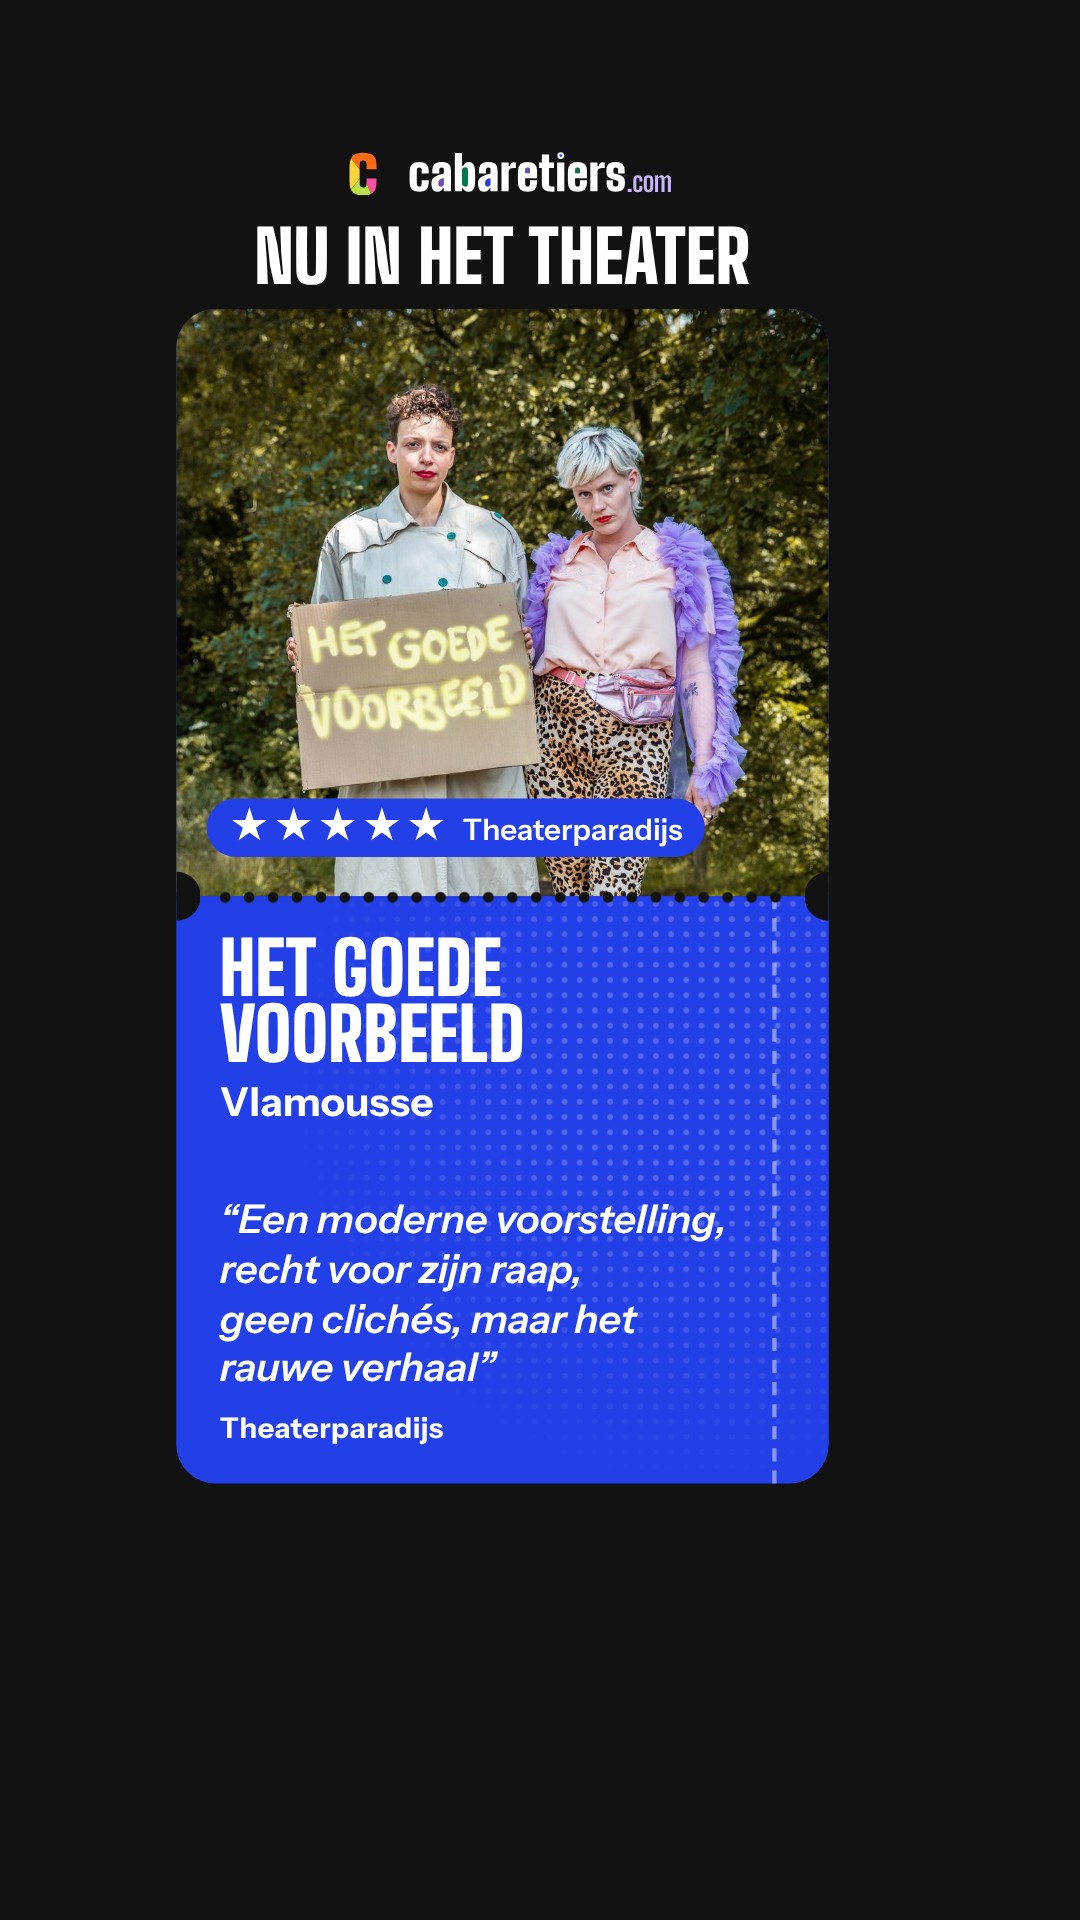 C cabaretiers.com
NU IN HET THEATER
HET GOEDE
VOORBEELD
★★★★★ Theaterparadijs
HET GOEDE
VOORBEELD
Vlamousse
“Een moderne voorstelling,
recht voor zijn raap,
geen clichés, maar het
rauwe verhaal”
Theaterparadijs